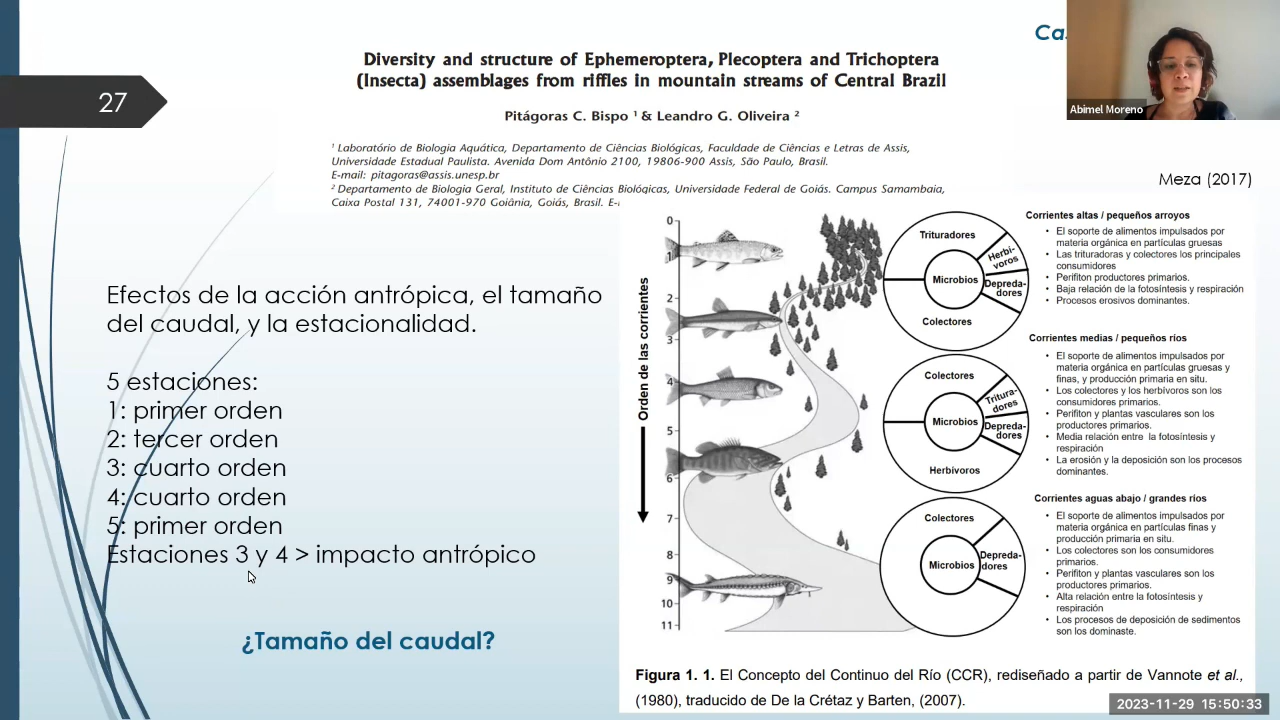 27
Ca
Diversity and structure of Ephemeroptera, Plecoptera and Trichoptera
(Insecta) assemblages from riffles in mountain streams of Central Brazil
Pitágoras C. Bispo ¹ & Leandro G. Oliveira ²
¹ Laboratório de Biologia Aquática, Departamento de Ciências Biológicas, Faculdade de Ciências e Letras de Assis,
Universidade Estadual Paulista. Avenida Dom Antônio 2100, 19806-900 Assis, São Paulo, Brasil.
E-mail: pitagoras@assis.unesp.br
² Departamento de Biologia Geral, Instituto de Ciências Biológicas, Universidade Federal de Goiás. Campus Samambaia,
Caixa Postal 131, 74001-970 Goiânia, Goiás, Brasil. E-
Abimel Moreno
Meza (2017)
Efectos de la acción antrópica, el tamaño
del caudal, y la estacionalidad.
5 estaciones:
1: primer orden
2: tercer orden
3: cuarto orden
4: cuarto orden
5: primer orden
Estaciones 3 y 4 > impacto antrópico
¿Tamaño del caudal?
Orden de las corrientes
0
1
2
3
4
5
6
7
8
9
10
11
Trituradores
Herbí-
voros
Microbios
Depreda-
dores
Colectores
Colectores
Tritura-
dores
Microbios
Depreda-
dores
Herbívoros
Colectores
Microbios
Depreda-
dores
Corrientes altas / pequeños arroyos
• El soporte de alimentos impulsados por
materia orgánica en partículas gruesas
• Las trituradoras y colectores los principales
consumidores
• Perifiton productores primarios.
• Baja relación de la fotosíntesis y respiración
• Procesos erosivos dominantes.
Corrientes medias / pequeños ríos
• El soporte de alimentos impulsados por
materia orgánica en partículas gruesas y
finas, y producción primaria en situ.
• Los colectores y los herbívoros son los
consumidores primarios.
• Perifiton y plantas vasculares son los
productores primarios.
• Media relación entre la fotosíntesis y
respiración
• La erosión y la deposición son los procesos
dominantes.
Corrientes aguas abajo / grandes ríos
• El soporte de alimentos impulsados por
materia orgánica en partículas finas y
producción primaria en situ.
• Los colectores son los consumidores
primarios.
• Perifiton y plantas vasculares son los
productores primarios.
• Alta relación entre la fotosíntesis y
respiración
• Los procesos de deposición de sedimentos
son los dominaste.
Figura 1. 1. El Concepto del Continuo del Río (CCR), rediseñado a partir de Vannote et al.,
(1980), traducido de De la Crétaz y Barten, (2007).
2023-11-29 15:50:33